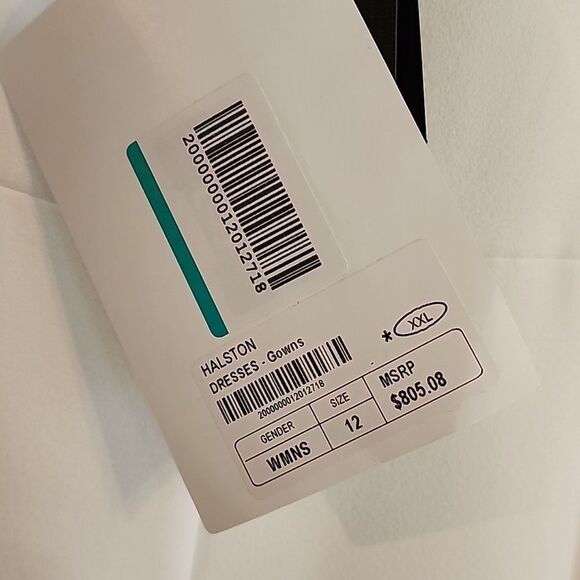 2000000012012718
HALSTON
DRESSES - Gowns
2000000012012718
* XXL
GENDER SIZE MSRP
WMNS 12 $805.08